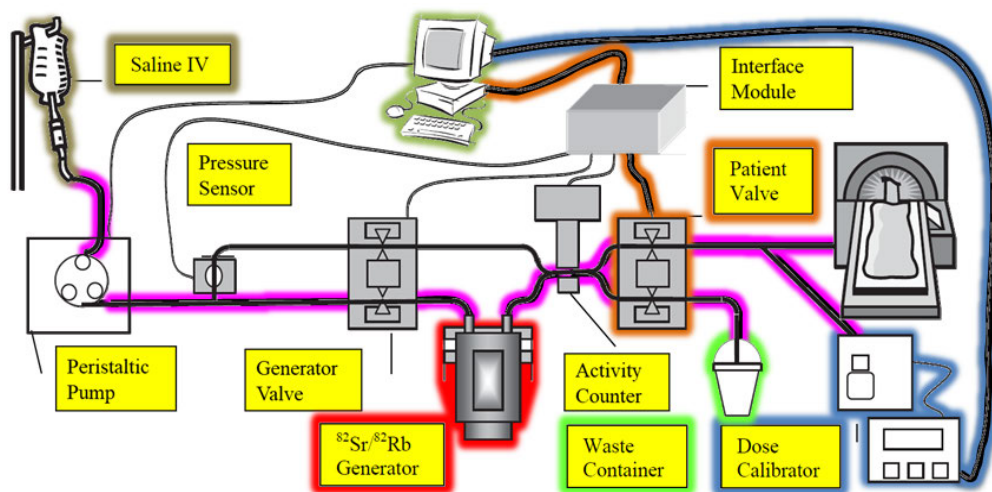 Saline IV
Interface
Module
Pressure
Sensor
Patient
Valve
Peristaltic
Pump
Generator
Valve
Activity
Counter
⁸²Sr/⁸²Rb
Generator
Waste
Container
Dose
Calibrator